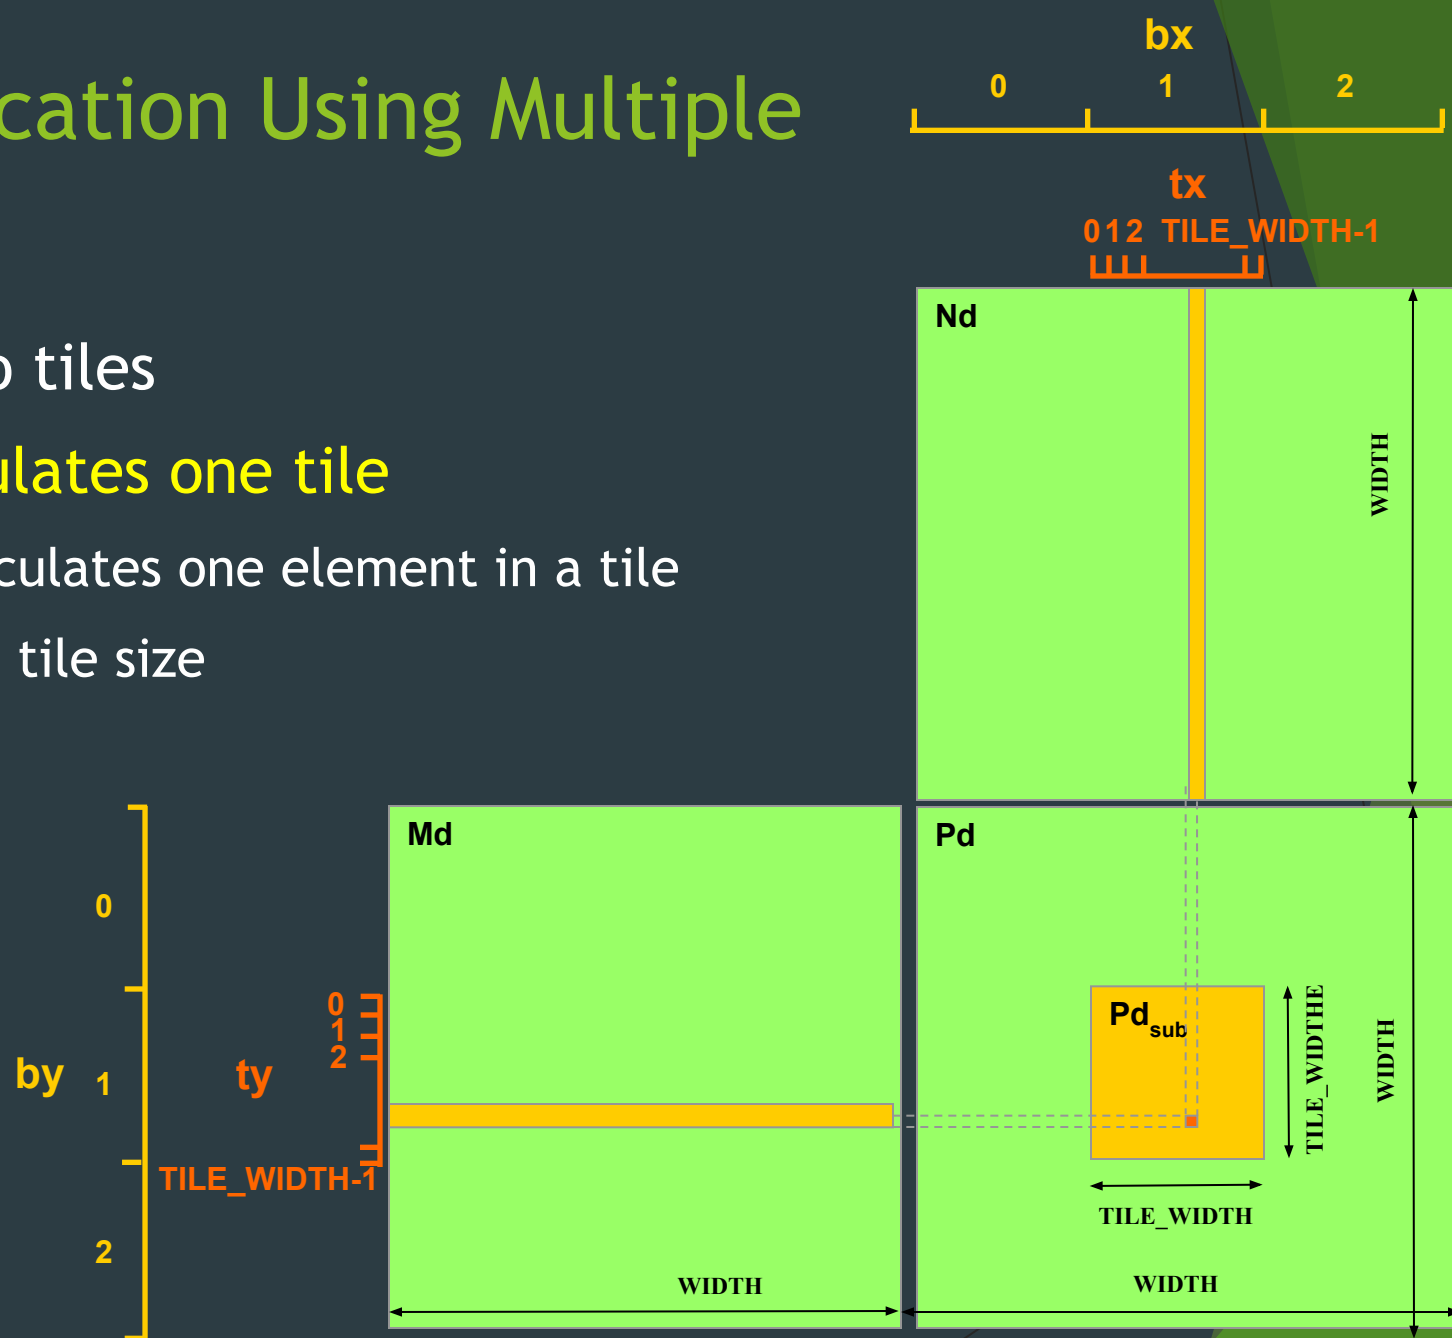 bx
0 1 2
cation Using Multiple
tx
0 1 2 TILE_WIDTH-1
Nd
WIDTH
tiles
ulates one tile
culates one element in a tile
tile size
Md
Pd
0
by 1
2
0
1
2
ty
TILE_WIDTH-1
Pdsub
TILE_WIDTHE
WIDTH
TILE_WIDTH
WIDTH
WIDTH